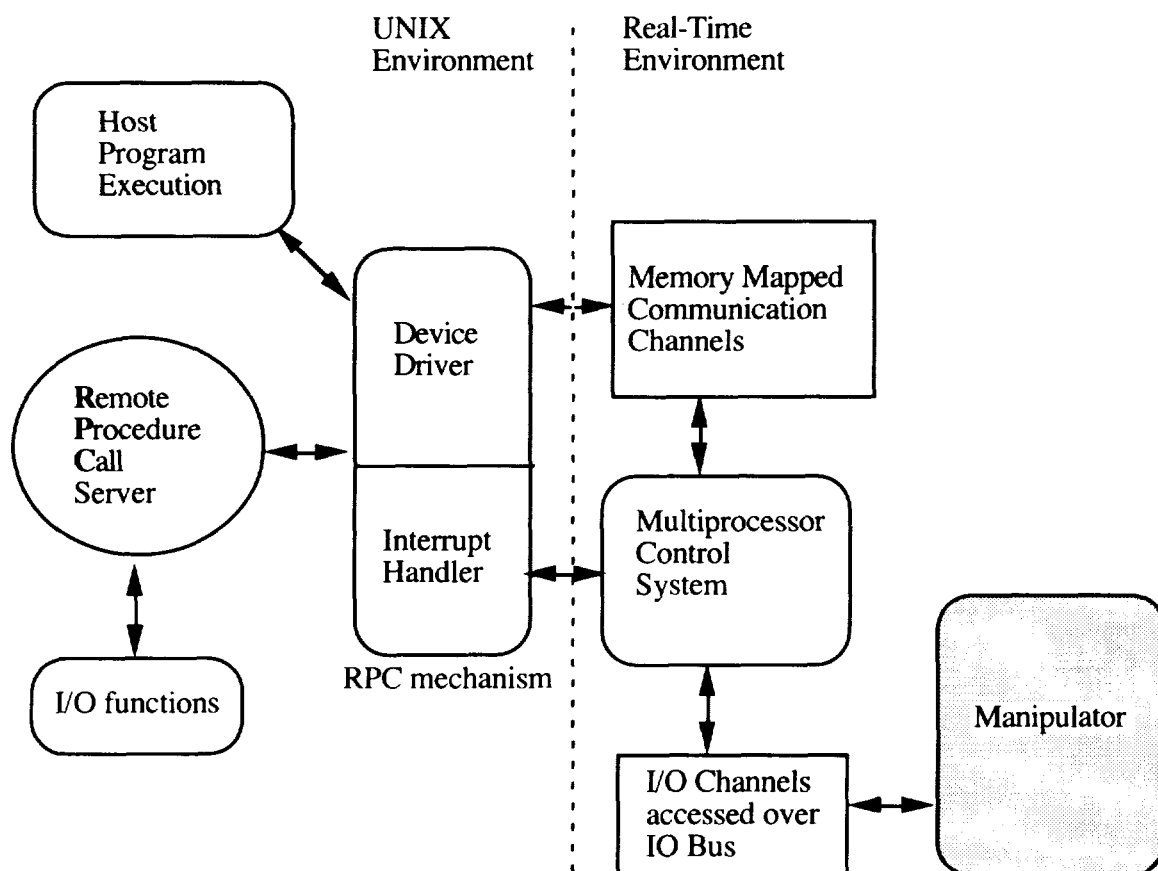 UNIX
Environment
Real-Time
Environment
Host
Program
Execution
Memory Mapped
Communication
Channels
Device
Driver
Remote
Procedure
Call
Server
Interrupt
Handler
Multiprocessor
Control
System
RPC mechanism
I/O functions
Manipulator
I/O Channels
accessed over
IO Bus